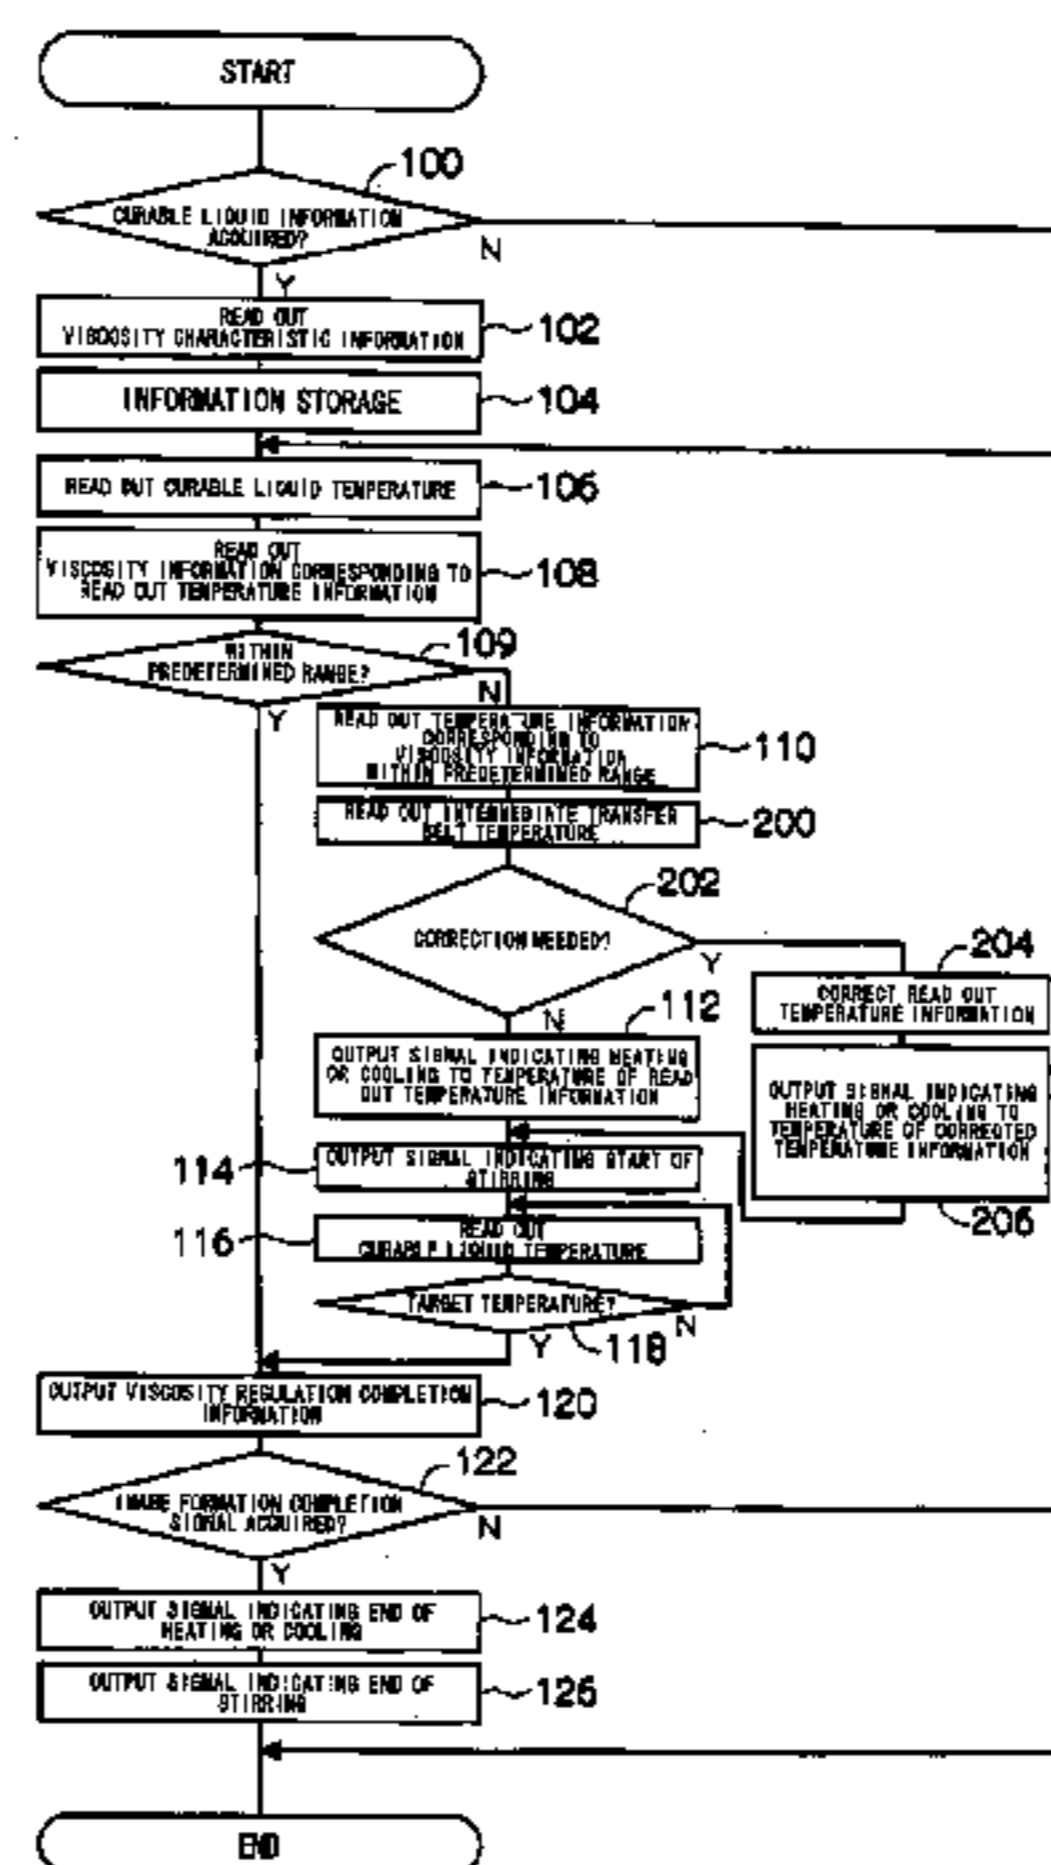 START
100
CURABLE LIQUID INFORMATION
ACQUIRED?
N
Y
READ OUT
VISCOSITY CHARACTERISTIC INFORMATION
102
INFORMATION STORAGE
104
READ OUT CURABLE LIQUID TEMPERATURE
106
READ OUT
VISCOSITY INFORMATION CORRESPONDING TO
READ OUT TEMPERATURE INFORMATION
108
109
WITHIN
PREDETERMINED RANGE?
N
Y
READ OUT TEMPERATURE INFORMATION
CORRESPONDING TO
VISCOSITY INFORMATION
WITHIN PREDETERMINED RANGE
110
READ OUT INTERMEDIATE TRANSFER
BELT TEMPERATURE
200
202
CORRECTION NEEDED?
Y
N
204
CORRECT READ OUT
TEMPERATURE INFORMATION
112
OUTPUT SIGNAL INDICATING HEATING
OR COOLING TO TEMPERATURE OF READ
OUT TEMPERATURE INFORMATION
OUTPUT SIGNAL INDICATING
HEATING OR COOLING TO
TEMPERATURE OF CORRECTED
TEMPERATURE INFORMATION
206
114
OUTPUT SIGNAL INDICATING START OF
STIRRING
116
READ OUT
CURABLE LIQUID TEMPERATURE
TARGET TEMPERATURE?
N
Y
118
OUTPUT VISCOSITY REGULATION COMPLETION
INFORMATION
120
122
IMAGE FORMATION COMPLETION
SIGNAL ACQUIRED?
N
Y
OUTPUT SIGNAL INDICATING END OF
HEATING OR COOLING
124
OUTPUT SIGNAL INDICATING END OF
STIRRING
126
END